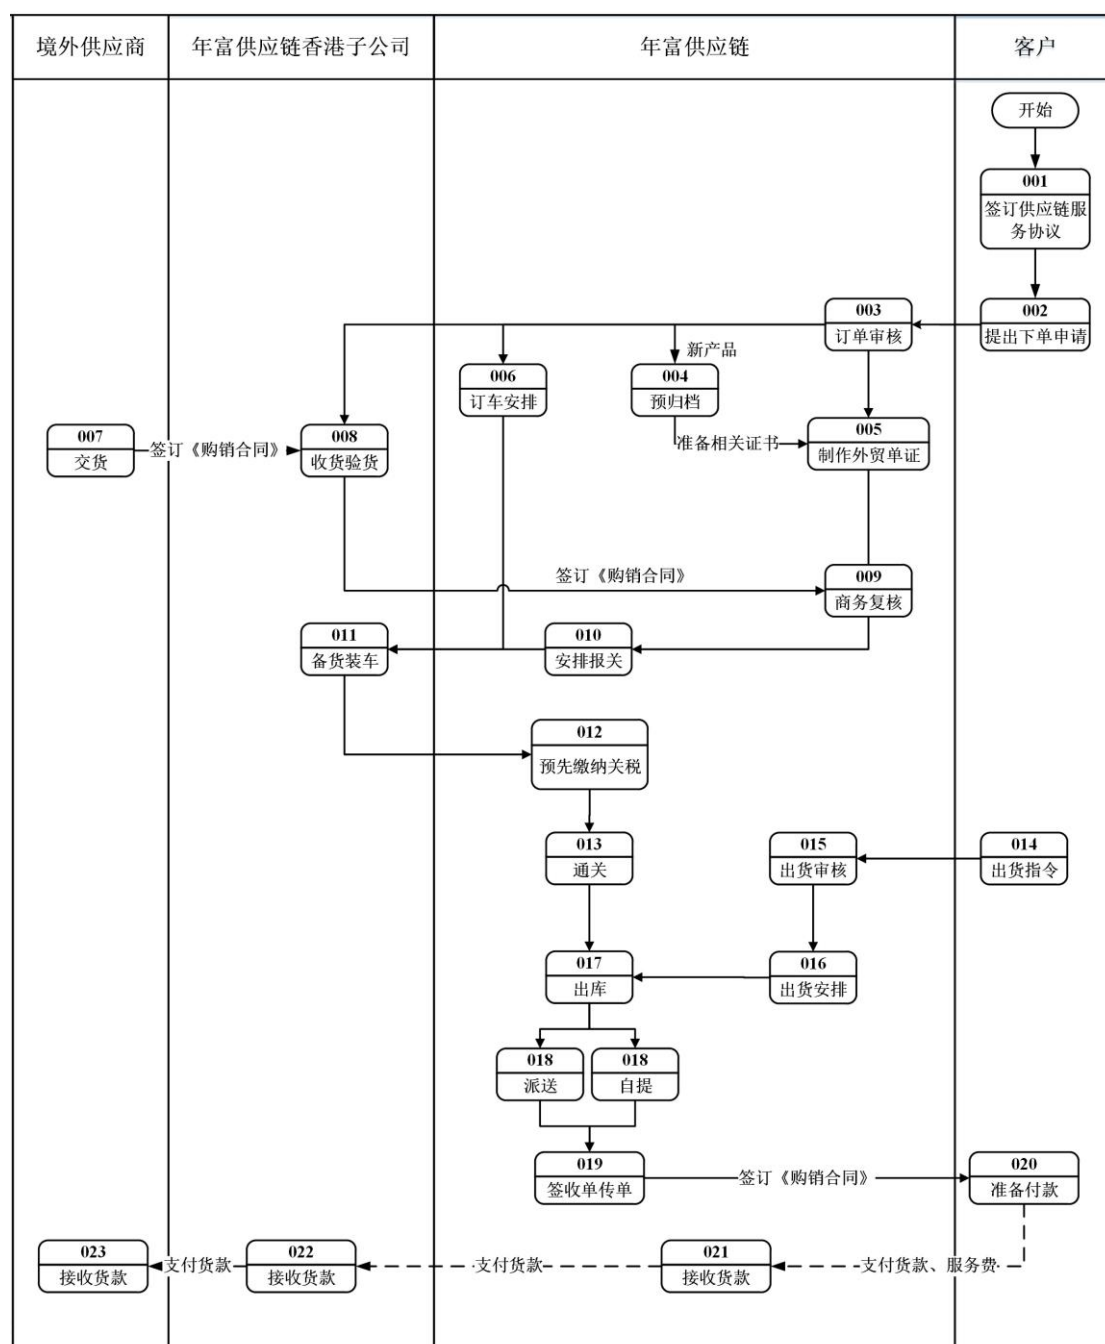 境外供应商
年富供应链香港子公司
年富供应链
客户
开始
001
签订供应链服
务协议
003
002
订单审核
提出下单申请
新产品
006
004
订车安排
预归档
007
008
005
交货
签订《购销合同》
收货验货
准备相关证书
制作外贸单证
签订《购销合同》
009
商务复核
011
010
备货装车
安排报关
012
预先缴纳关税
013
015
014
通关
出货审核
出货指令
017
016
出库
出货安排
018
018
派送
自提
019
020
签收单传单
签订《购销合同》
准备付款
023
022
021
接收货款
支付货款
接收货款
支付货款
接收货款
支付货款、服务费